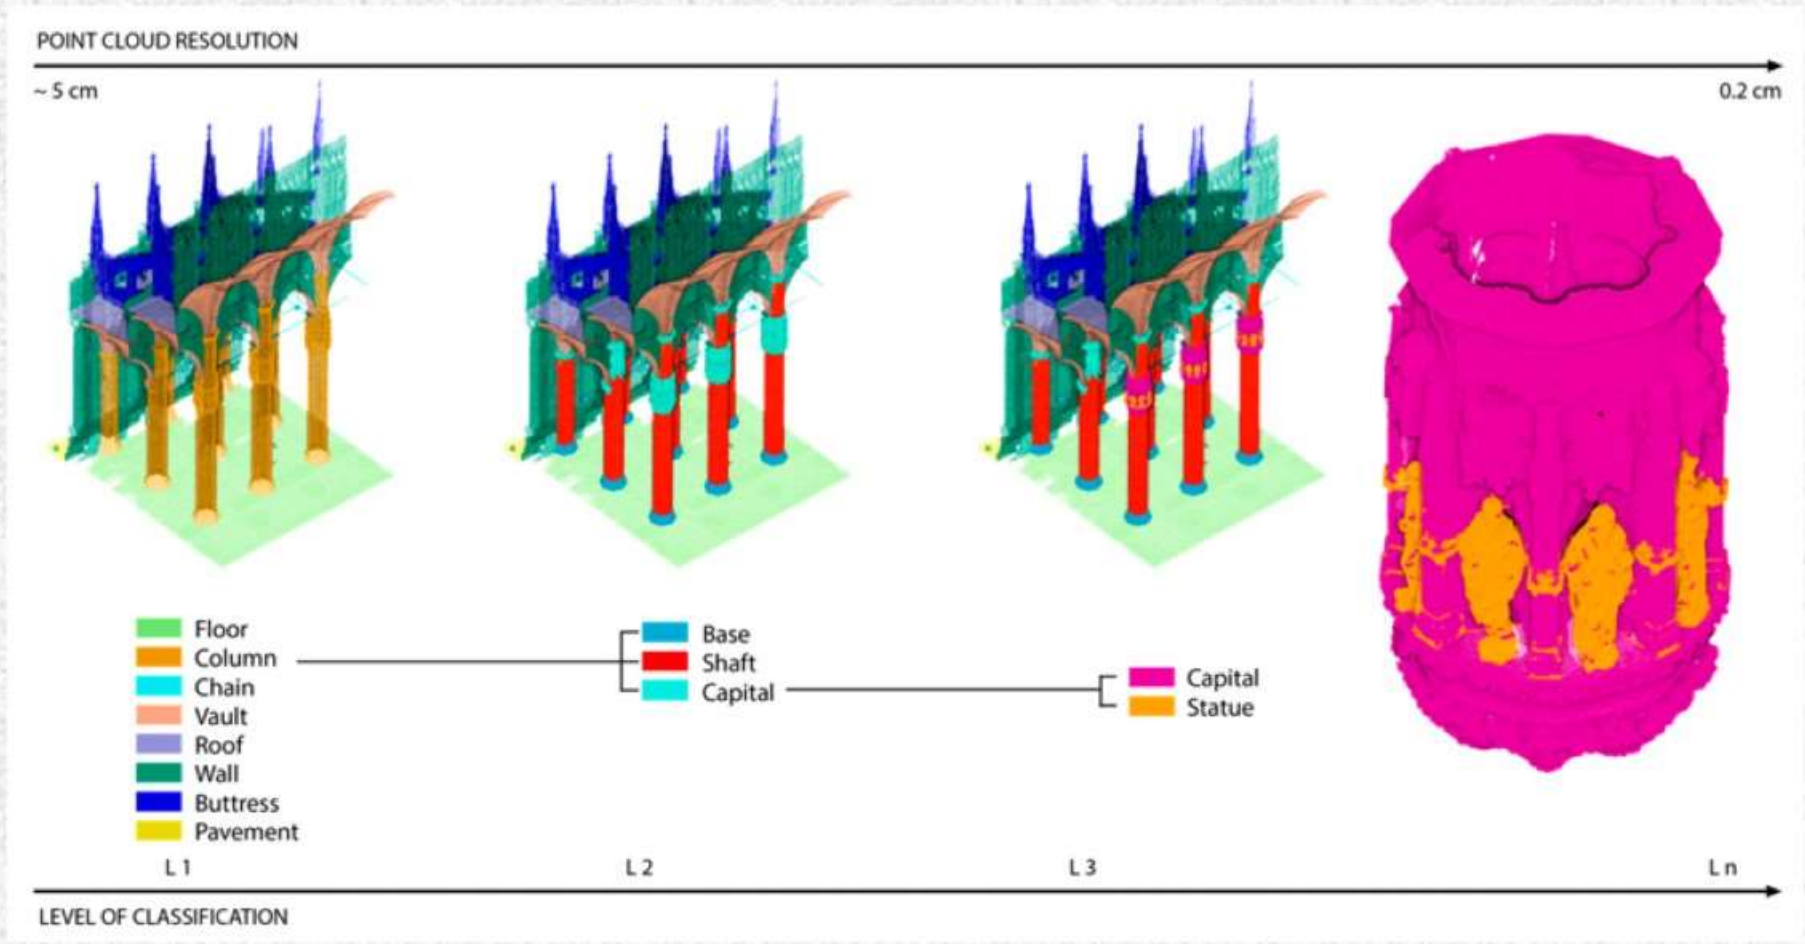 POINT CLOUD RESOLUTION
~ 5 cm
0.2 cm
Floor
Column
Chain
Vault
Roof
Wall
Buttress
Pavement
Base
Shaft
Capital
Capital
Statue
L 1
L 2
L 3
L n
LEVEL OF CLASSIFICATION